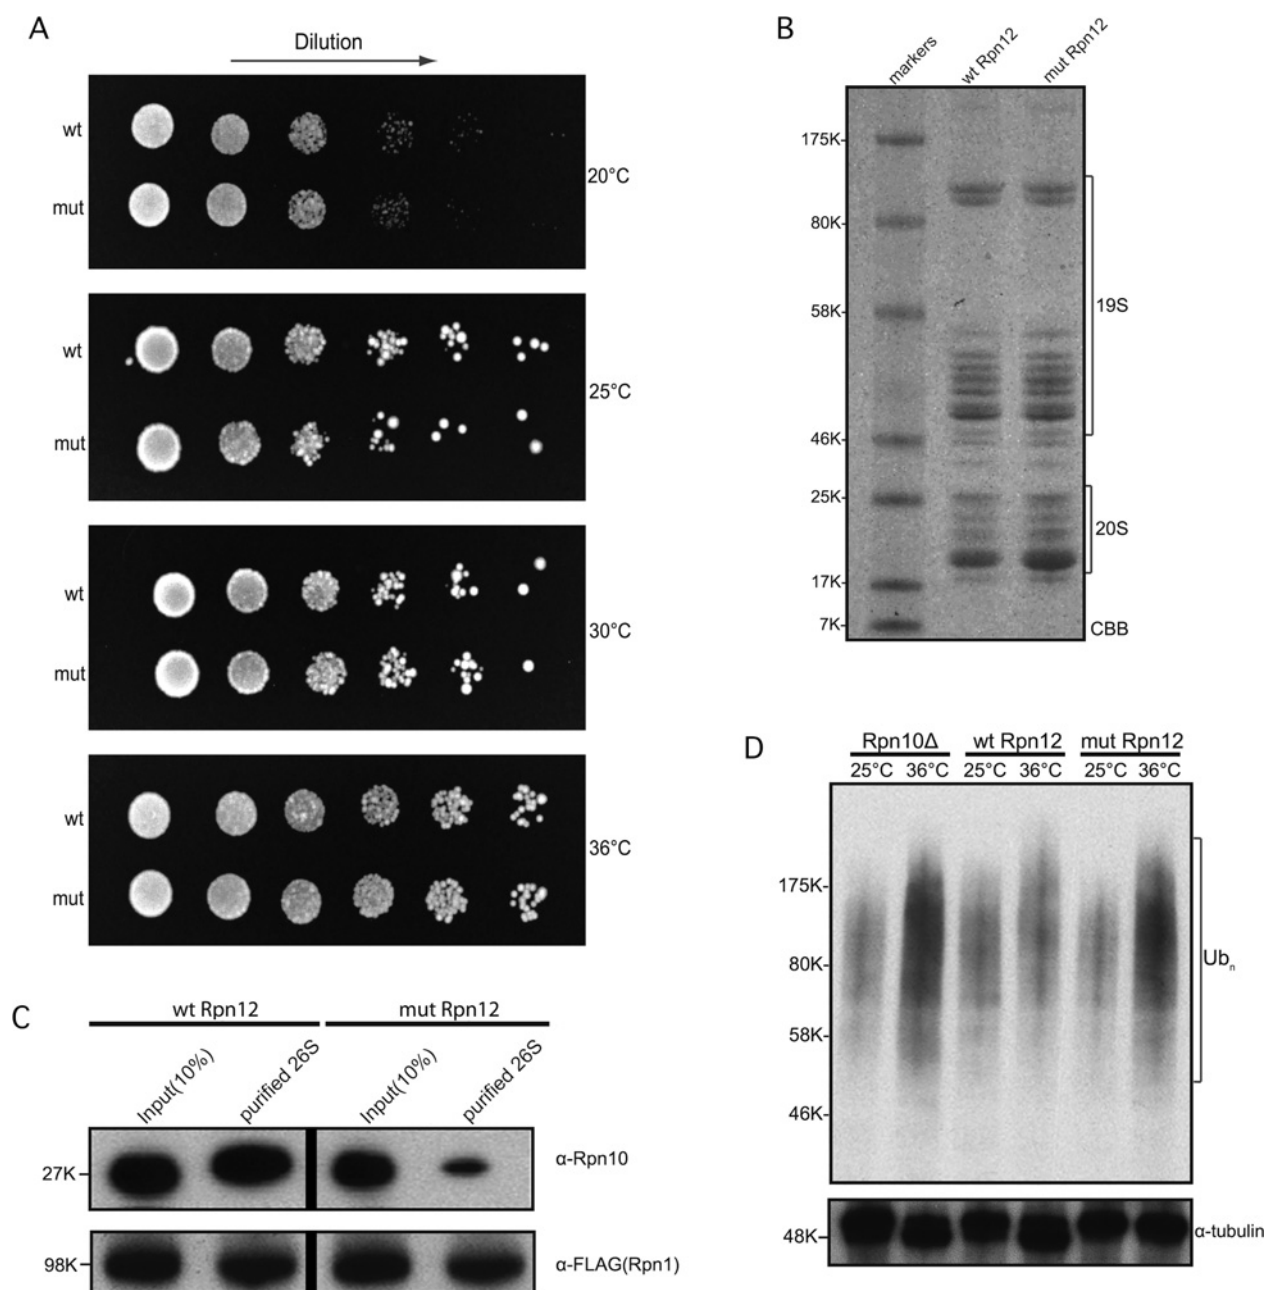 A
Dilution
wt
mut
20°C
wt
mut
25°C
wt
mut
30°C
wt
mut
36°C
B
markers
wt Rpn12
mut Rpn12
175K
80K
58K
46K
25K
17K
7K
19S
20S
CBB
C
wt Rpn12
mut Rpn12
Input(10%)
purified 26S
Input(10%)
purified 26S
27K
α-Rpn10
98K
α-FLAG(Rpn1)
D
Rpn10Δ
wt Rpn12
mut Rpn12
25°C 36°C 25°C 36°C 25°C 36°C
175K
80K
58K
46K
Ubn
48K
α-tubulin